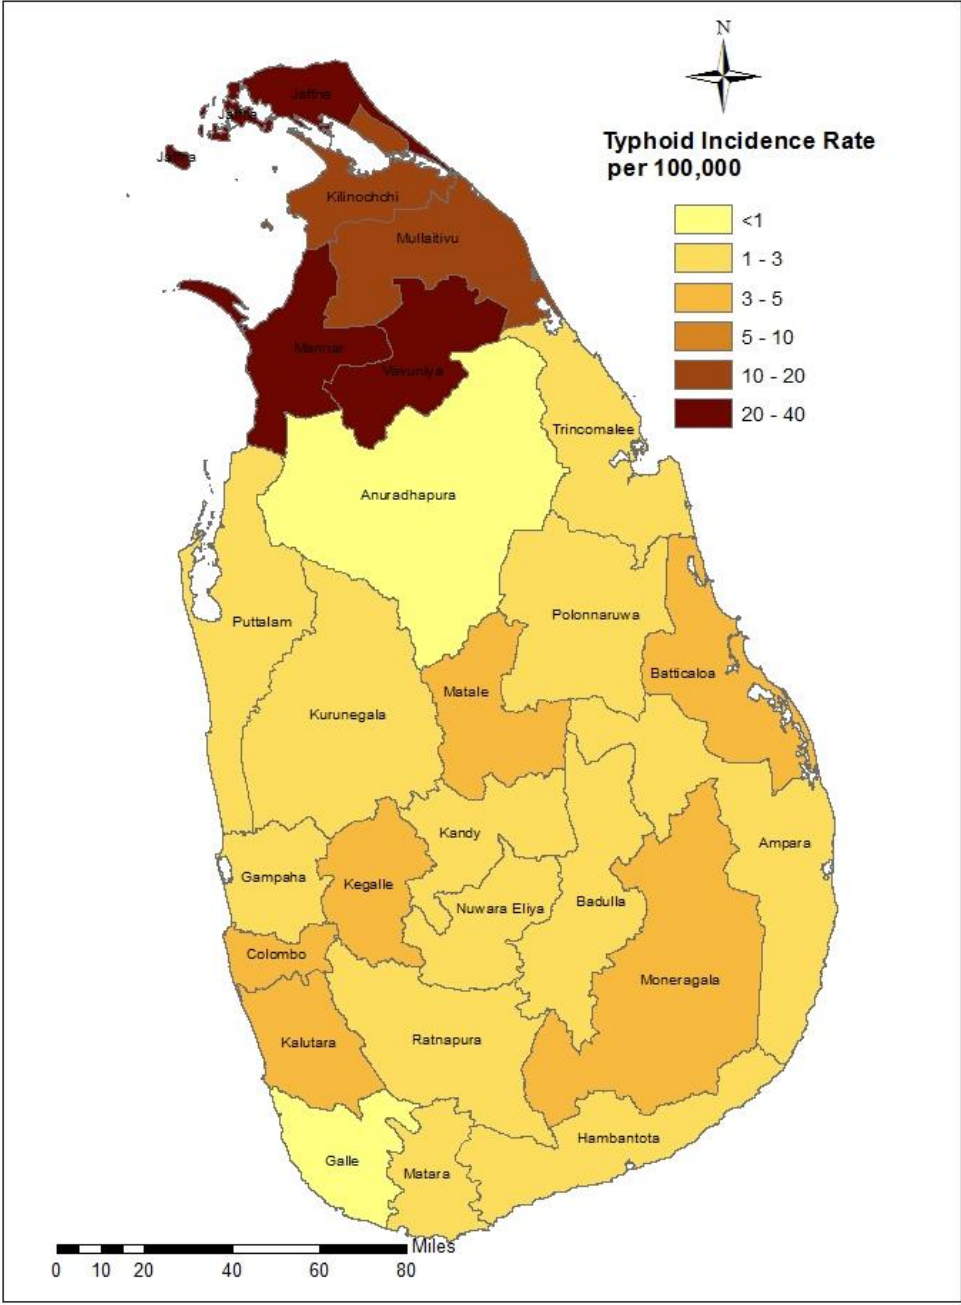 N
Typhoid Incidence Rate
per 100,000
<1
1 - 3
3 - 5
5 - 10
10 - 20
20 - 40
Jaffna
Jaffna
Jaffna
Kilinochchi
Mullaitivu
Mannar
Vavuniya
Trincomalee
Anuradhapura
Polonnaruwa
Puttalam
Batticaloa
Matale
Kurunegala
Kandy
Ampara
Gampaha
Kegalle
Nuwara Eliya
Badulla
Colombo
Moneragala
Kalutara
Ratnapura
Hambantota
Galle
Matara
Miles
0 10 20 40 60 80